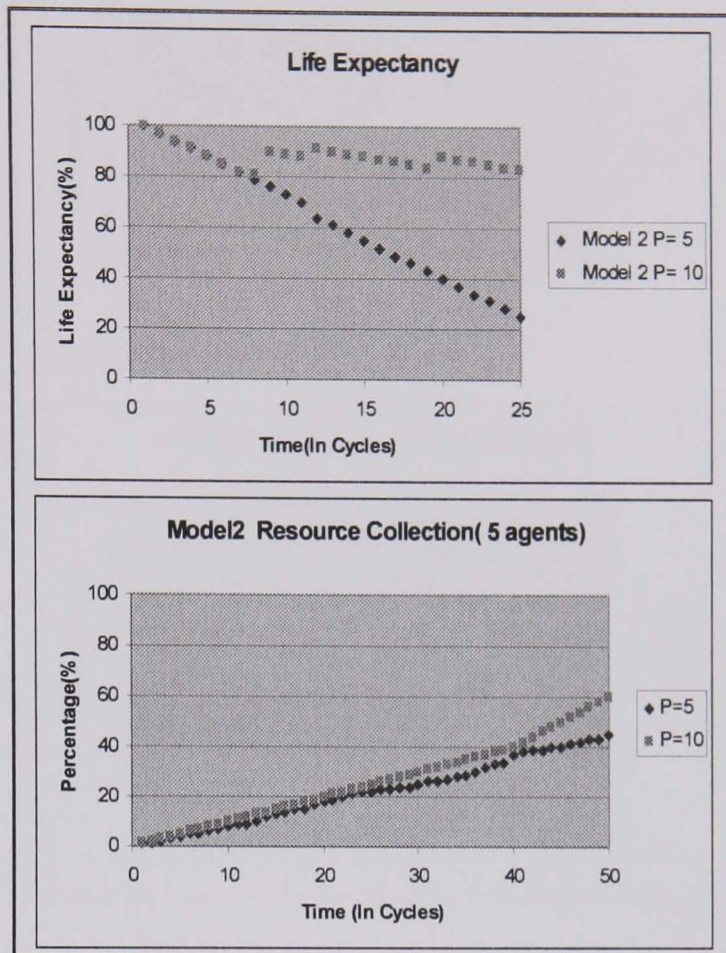 Life Expectancy
Life Expectancy(%)
100
80
60
40
20
0
0 5 10 15 20 25
Time(In Cycles)
Model 2 P= 5
Model 2 P= 10
Model2 Resource Collection( 5 agents)
Percentage(%)
100
80
60
40
20
0
0 10 20 30 40 50
Time (In Cycles)
P=5
P=10